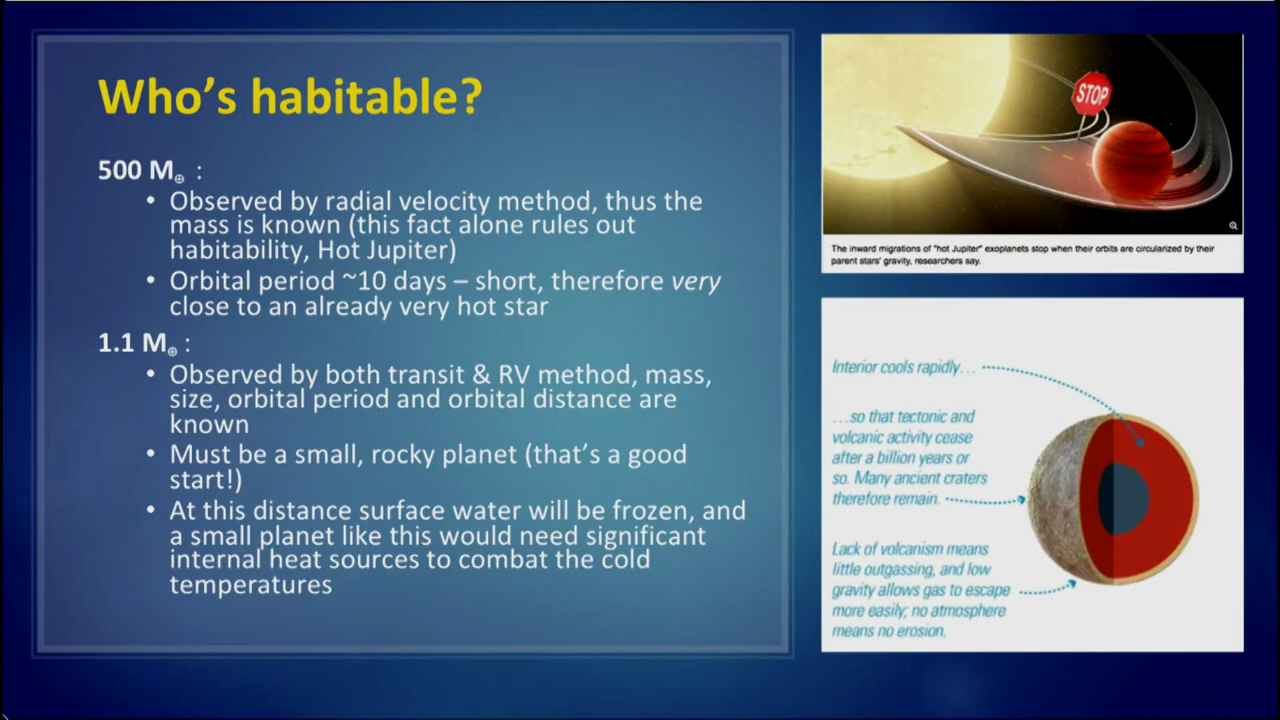 Who's habitable?
500 M⊕ :
• Observed by radial velocity method, thus the
mass is known (this fact alone rules out
habitability, Hot Jupiter)
• Orbital period ~10 days – short, therefore very
close to an already very hot star
1.1 M⊕ :
• Observed by both transit & RV method, mass,
size, orbital period and orbital distance are
known
• Must be a small, rocky planet (that's a good
start!)
• At this distance surface water will be frozen, and
a small planet like this would need significant
internal heat sources to combat the cold
temperatures
STOP
The inward migrations of "hot Jupiter" exoplanets stop when their orbits are circularized by their
parent stars' gravity, researchers say.
Interior cools rapidly...
...so that tectonic and
volcanic activity cease
after a billion years or
so. Many ancient craters
therefore remain.
Lack of volcanism means
little outgassing, and low
gravity allows gas to escape
more easily; no atmosphere
means no erosion.